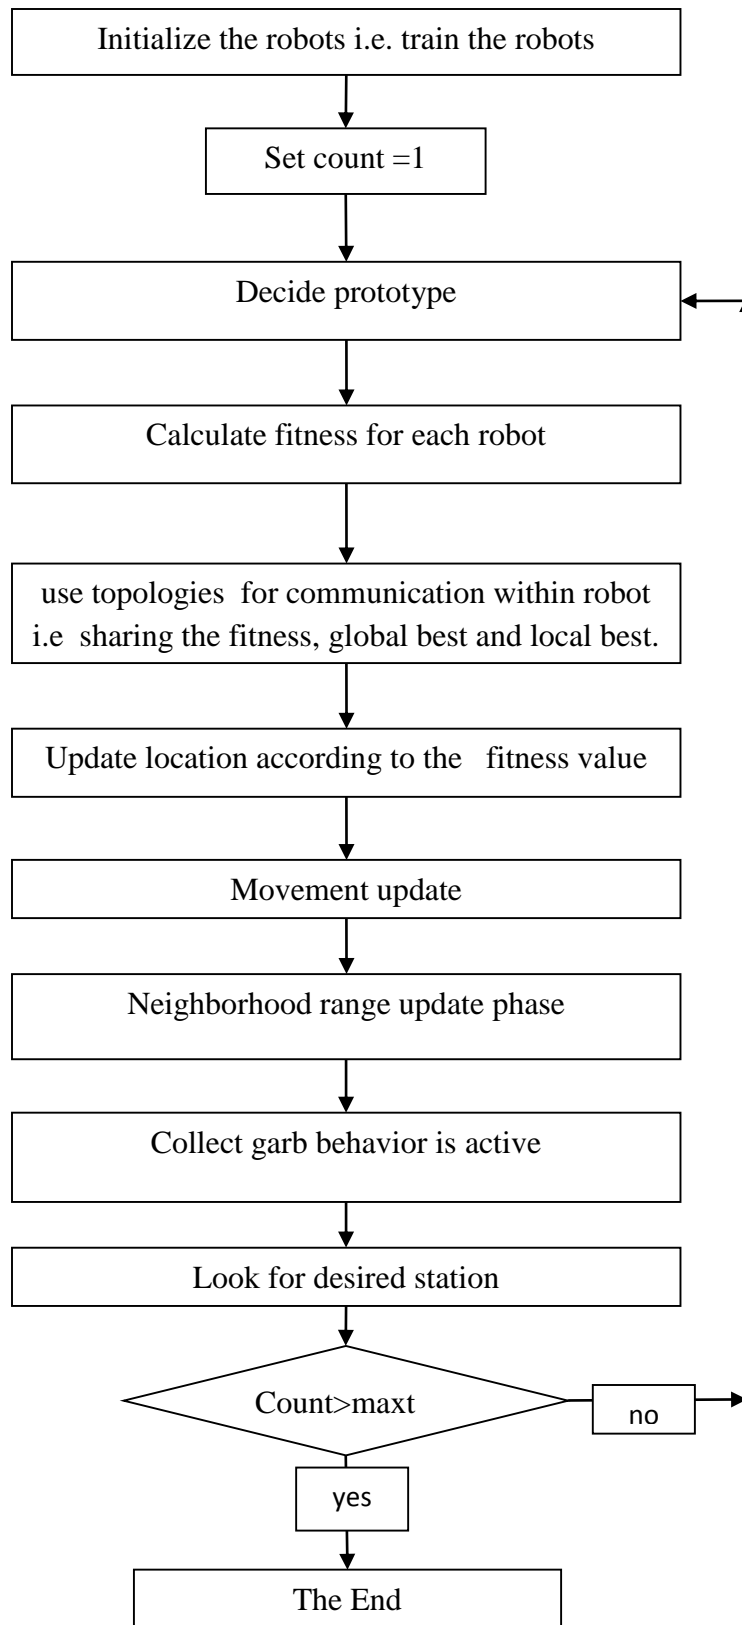 Initialize the robots i.e. train the robots
Set count =1
Decide prototype
Calculate fitness for each robot
use topologies for communication within robot
i.e sharing the fitness, global best and local best.
Update location according to the fitness value
Movement update
Neighborhood range update phase
Collect garb behavior is active
Look for desired station
Count>maxt
no
yes
The End